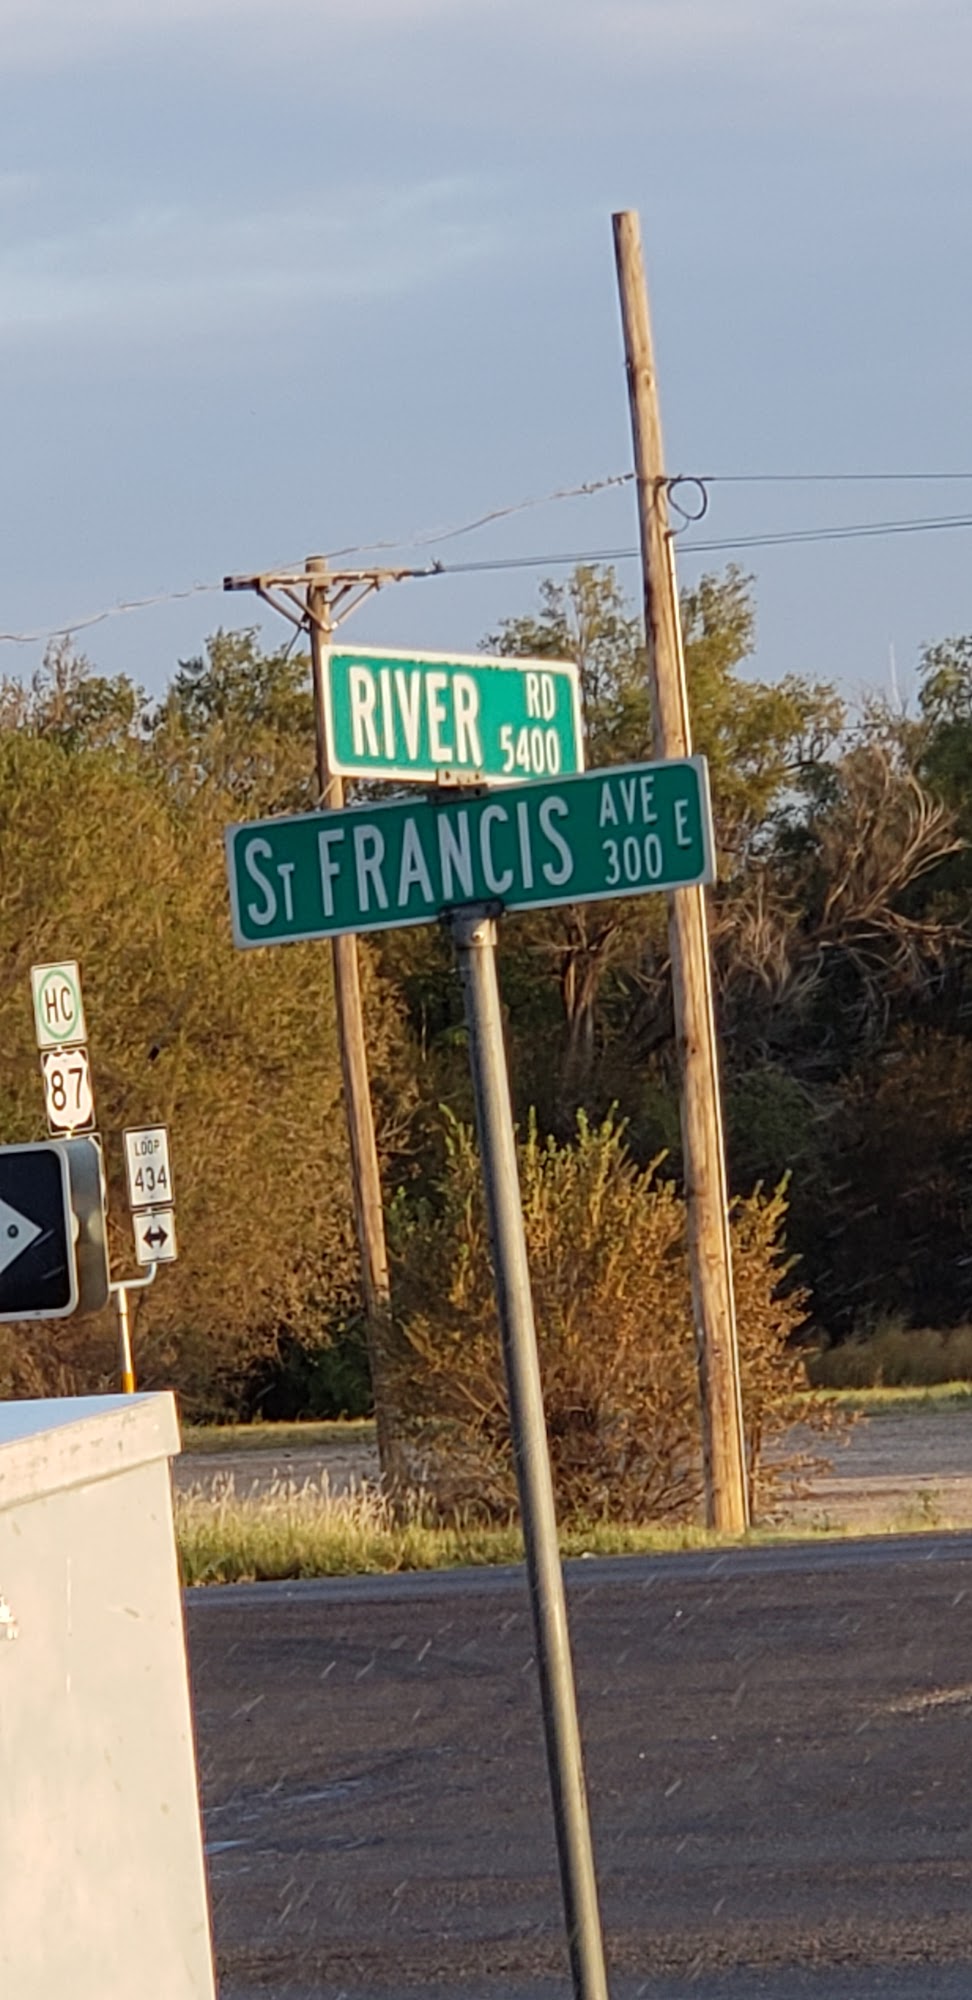 RIVER RD
5400
ST FRANCIS AVE E
300
HC
87
LOOP
434